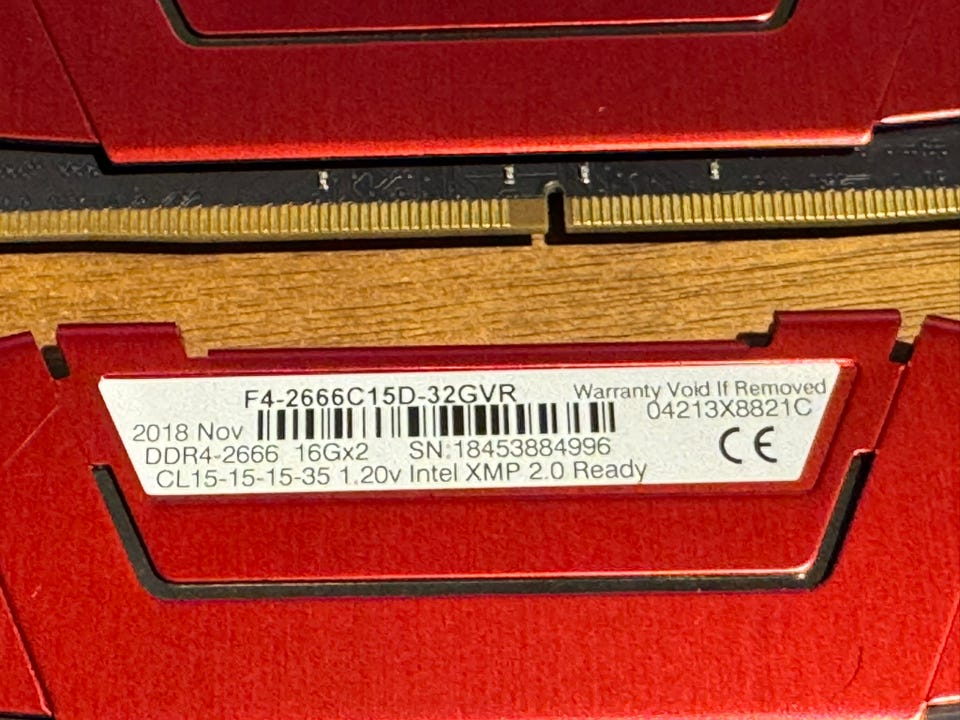 F4-2666C15D-32GVR
Warranty Void If Removed
04213X8821C
2018 Nov
DDR4-2666 16Gx2 SN:18453884996
CL15-15-15-35 1.20v Intel XMP 2.0 Ready
CE